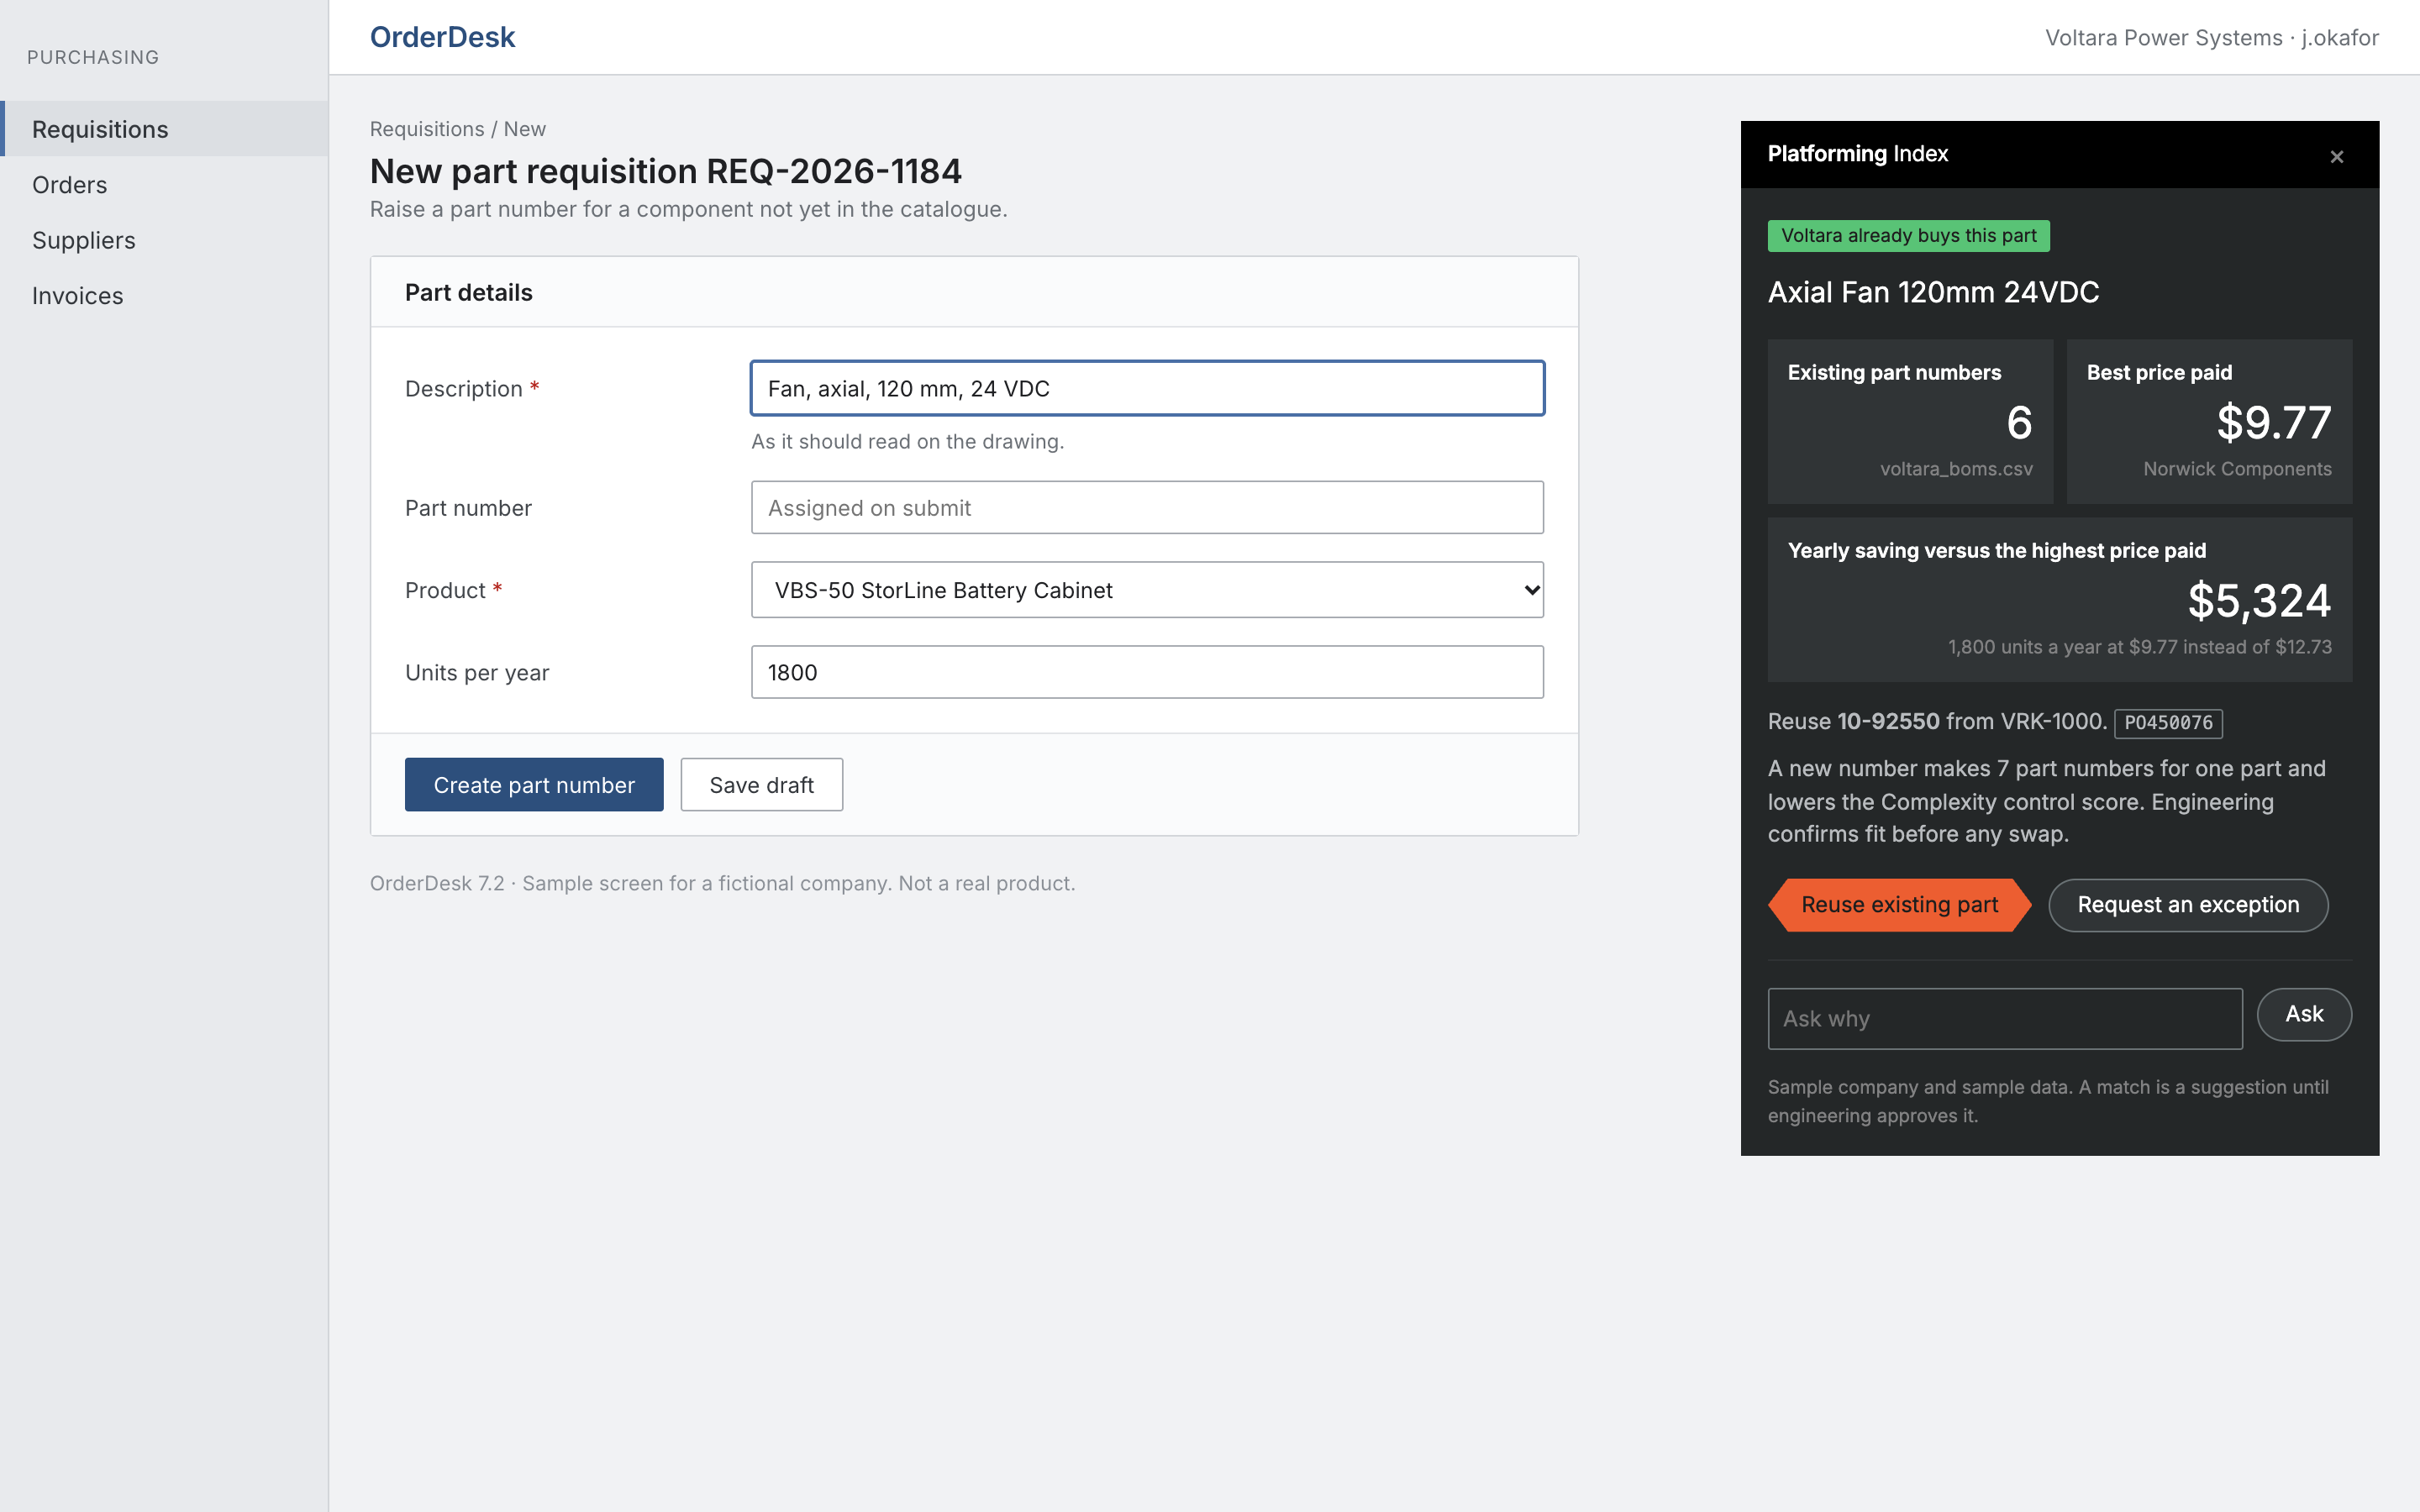 PURCHASING
Requisitions
Orders
Suppliers
Invoices
OrderDesk
Voltara Power Systems · j.okafor
Requisitions / New
New part requisition REQ-2026-1184
Raise a part number for a component not yet in the catalogue.
Part details
Description *
Fan, axial, 120 mm, 24 VDC
As it should read on the drawing.
Part number
Assigned on submit
Product *
VBS-50 StorLine Battery Cabinet
Units per year
1800
Create part number
Save draft
OrderDesk 7.2 · Sample screen for a fictional company. Not a real product.
Platforming Index
×
Voltara already buys this part
Axial Fan 120mm 24VDC
Existing part numbers
6
voltara_boms.csv
Best price paid
$9.77
Norwick Components
Yearly saving versus the highest price paid
$5,324
1,800 units a year at $9.77 instead of $12.73
Reuse 10-92550 from VRK-1000. PO450076
A new number makes 7 part numbers for one part and
lowers the Complexity control score. Engineering
confirms fit before any swap.
Reuse existing part
Request an exception
Ask why
Ask
Sample company and sample data. A match is a suggestion until
engineering approves it.